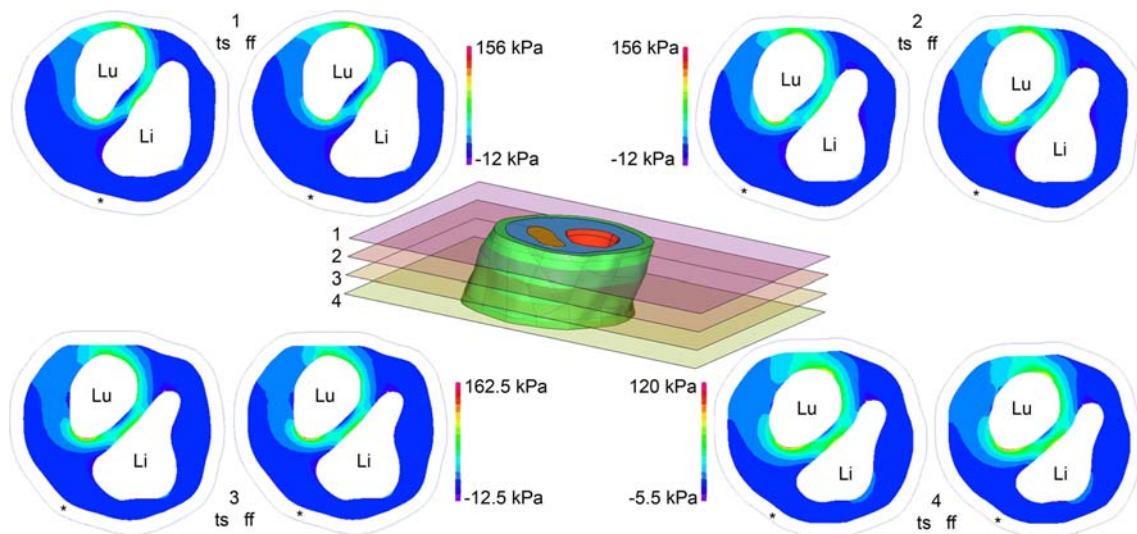 1
ts ff
Lu
Li
*
Lu
Li
*
156 kPa
-12 kPa
156 kPa
-12 kPa
2
ts ff
Lu
Li
*
Lu
Li
*
1
2
3
4
Lu
Li
*
Lu
Li
*
3
ts ff
162.5 kPa
-12.5 kPa
120 kPa
-5.5 kPa
Lu
Li
*
Lu
Li
*
4
ts ff